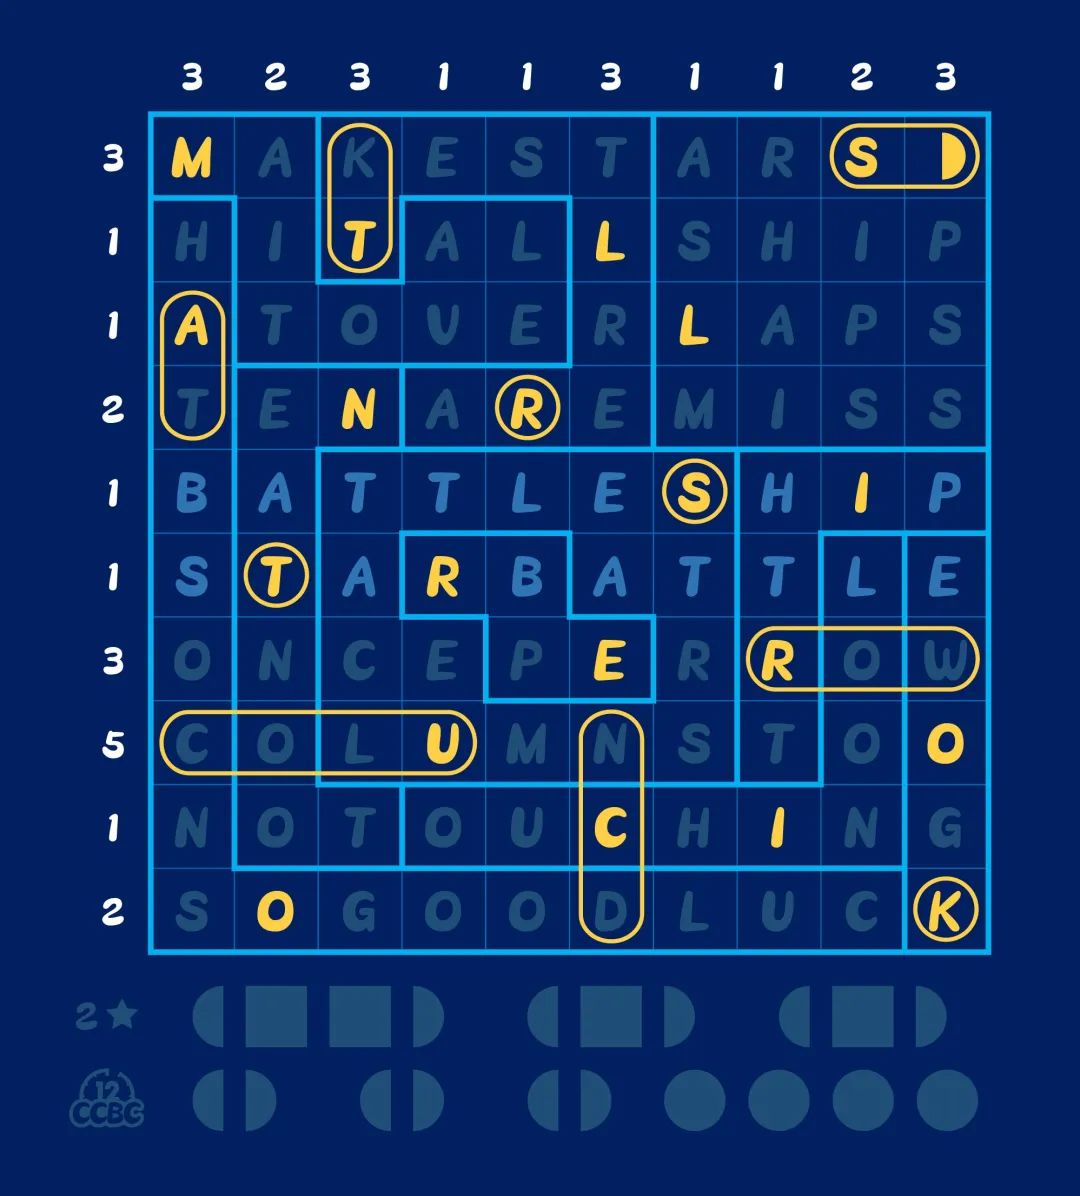 3 2 3 1 1 3 1 1 2 3
3 M A K E S T A R S
1 H I T A L L S H I P
1 A T O V E R L A P S
2 T E N A R E M I S S
1 B A T T L E S H I P
1 S T A R B A T T L E
3 O N C E P E R R O W
5 C O L U M N S T O O
1 N O T O U C H I N G
2 S O G O O D L U C K
2 ★
12
CCBC